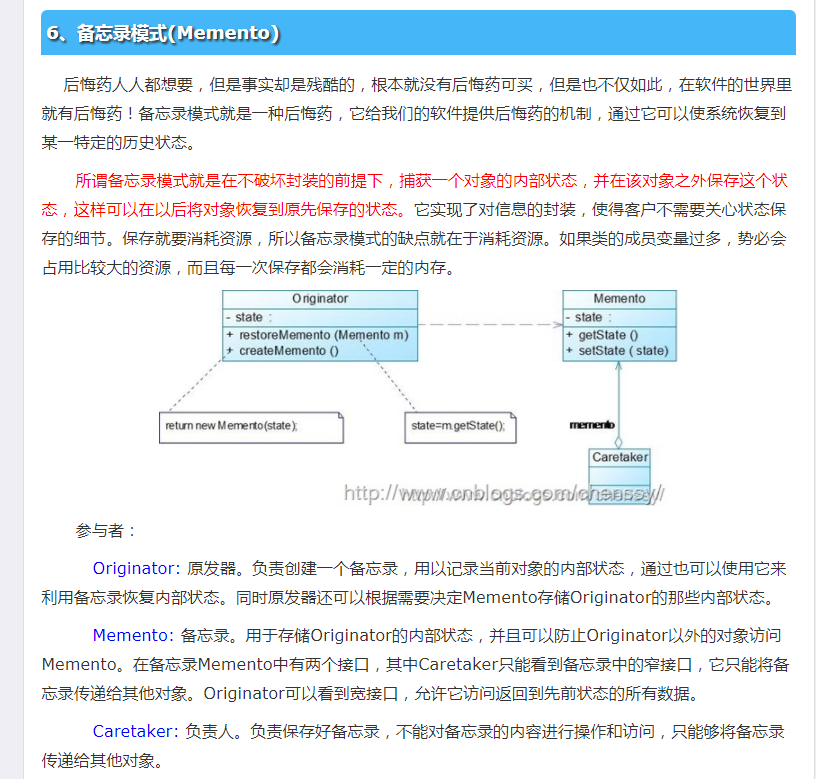 6、备忘录模式(Memento)
后悔药人人都想要，但是事实却是残酷的，根本就没有后悔药可买，但是也不仅如此，在软件的世界里
就有后悔药！备忘录模式就是一种后悔药，它给我们的软件提供后悔药的机制，通过它可以使系统恢复到
某一特定的历史状态。
所谓备忘录模式就是在不破坏封装的前提下，捕获一个对象的内部状态，并在该对象之外保存这个状
态，这样可以在以后将对象恢复到原先保存的状态。它实现了对信息的封装，使得客户不需要关心状态保
存的细节。保存就要消耗资源，所以备忘录模式的缺点就在于消耗资源。如果类的成员变量过多，势必会
占用比较大的资源，而且每一次保存都会消耗一定的内存。
Originator
- state :
+ restoreMemento (Memento m)
+ createMemento ()
Memento
- state :
+ getState ()
+ setState ( state)
return new Memento(state);
state=m.getState();
memento
Caretaker
http://www.cnblogs.com/chenssy/
参与者：
Originator: 原发器。负责创建一个备忘录，用以记录当前对象的内部状态，通过也可以使用它来
利用备忘录恢复内部状态。同时原发器还可以根据需要决定Memento存储Originator的那些内部状态。
Memento: 备忘录。用于存储Originator的内部状态，并且可以防止Originator以外的对象访问
Memento。在备忘录Memento中有两个接口，其中Caretaker只能看到备忘录中的窄接口，它只能将备
忘录传递给其他对象。Originator可以看到宽接口，允许它访问返回到先前状态的所有数据。
Caretaker: 负责人。负责保存好备忘录，不能对备忘录的内容进行操作和访问，只能够将备忘录
传递给其他对象。